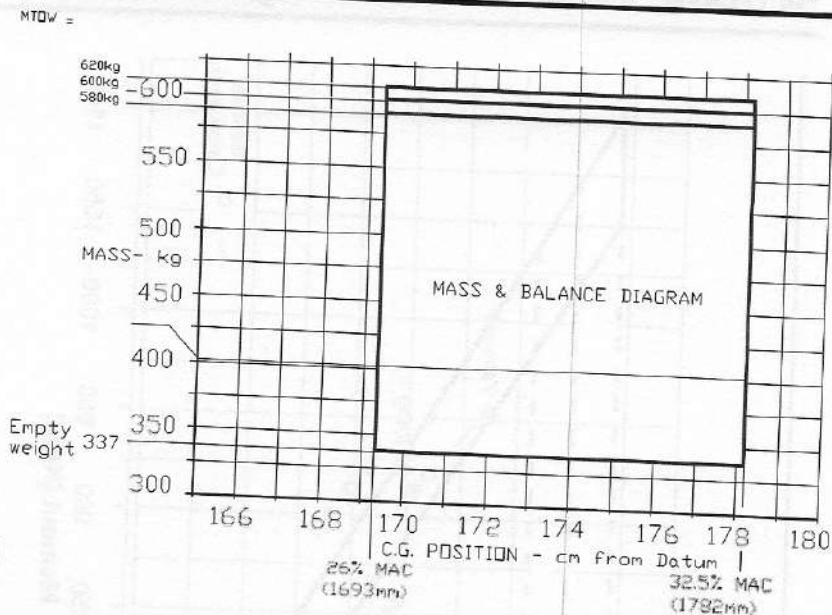 MTOW =
620kg
600kg
580kg
600
550
500
MASS- kg
450
MASS & BALANCE DIAGRAM
400
350
Empty
weight 337
300
166 168 170 172 174 176 178 180
C.G. POSITION - cm from Datum
26% MAC
(1693mm)
32.5% MAC
(1782mm)